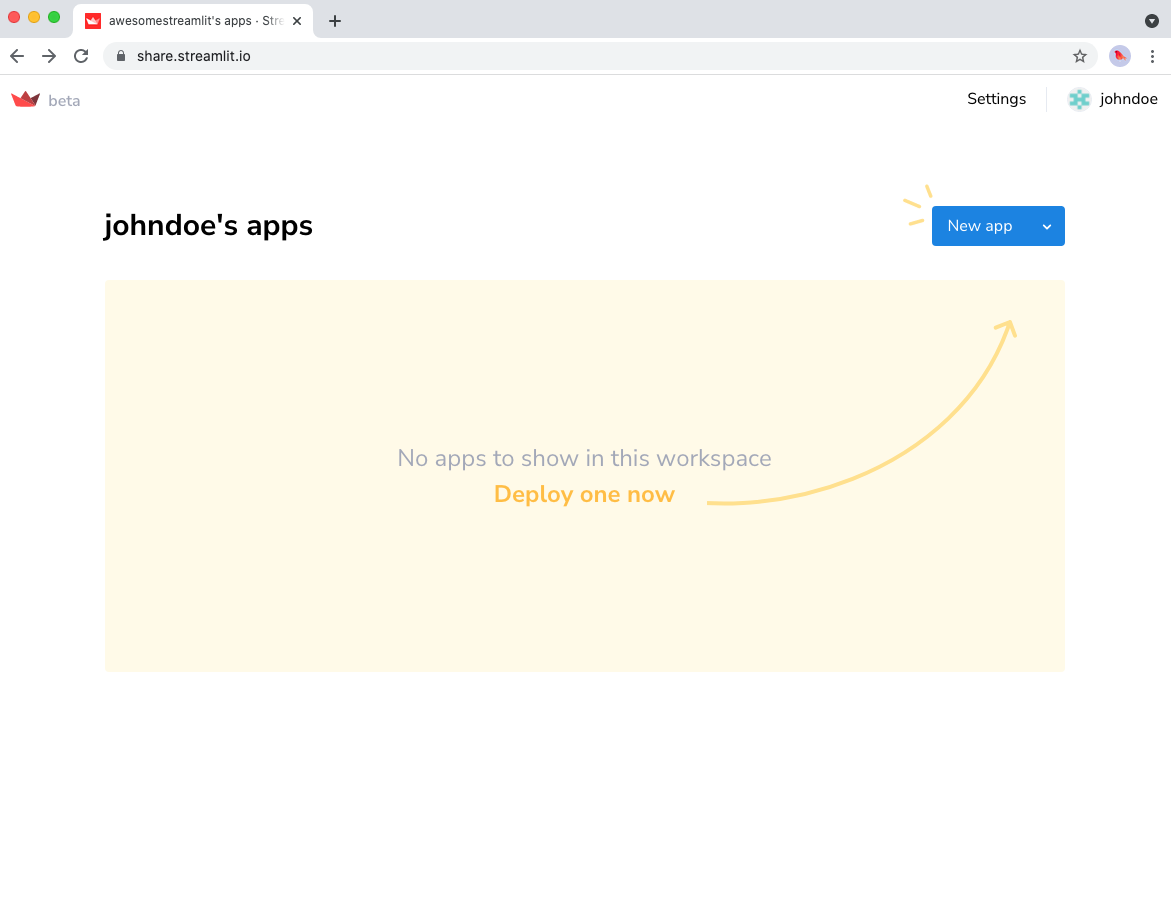 awesomestreamlit's apps · Stre
share.streamlit.io
beta
Settings
johndoe
johndoe's apps
New app
No apps to show in this workspace
Deploy one now